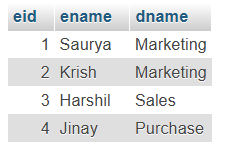 eid ename dname
1 Saurya Marketing
2 Krish Marketing
3 Harshil Sales
4 Jinay Purchase